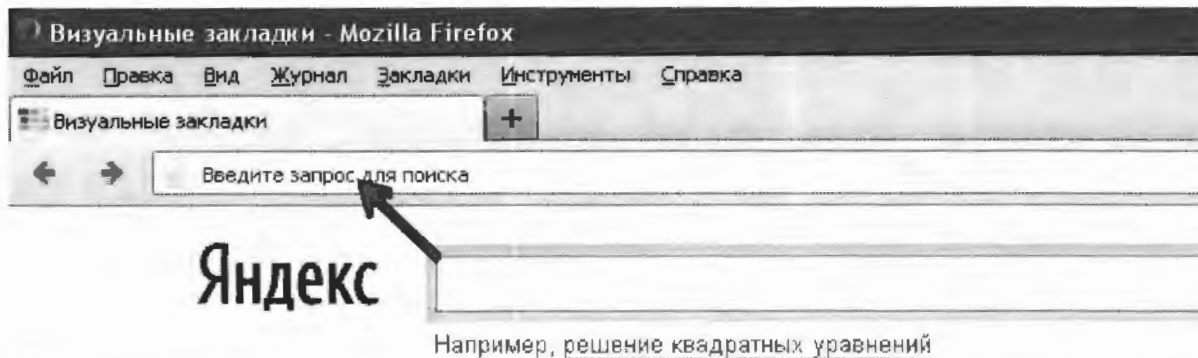 Визуальные закладки - Mozilla Firefox
Файл Правка Вид Журнал Закладки Инструменты Справка
Визуальные закладки +
Введите запрос для поиска
Яндекс
Например, решение квадратных уравнений